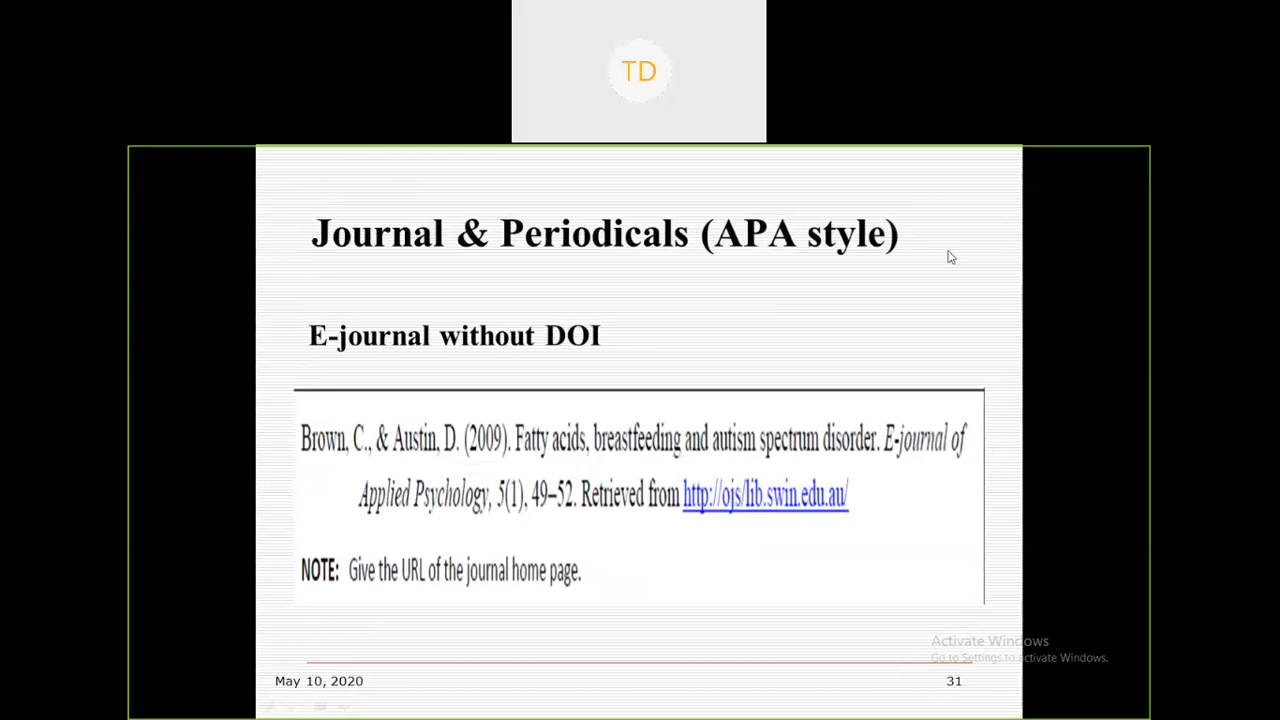 TD
Journal & Periodicals (APA style)
E-journal without DOI
Brown, C., & Austin, D. (2009). Fatty acids, breastfeeding and autism spectrum disorder. E-journal of
Applied Psychology, 5(1), 49–52. Retrieved from http://ojs/lib.swin.edu.au/
NOTE: Give the URL of the journal home page.
Activate Windows
Go to Settings to activate Windows.
May 10, 2020
31